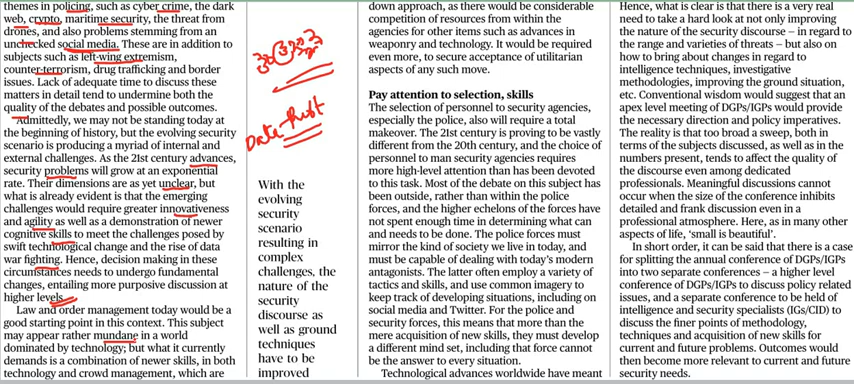 themes in policing, such as cyber crime, the dark
web, crypto, maritime security, the threat from
drones, and also problems stemming from an
unchecked social media. These are in addition to
subjects such as left-wing extremism,
counter-terrorism, drug trafficking and border
issues. Lack of adequate time to discuss these
matters in detail tend to undermine both the
quality of the debates and possible outcomes.
Admittedly, we may not be standing today at
the beginning of history, but the evolving security
scenario is producing a myriad of internal and
external challenges. As the 21st century advances,
security problems will grow at an exponential
rate. Their dimensions are as yet unclear, but
what is already evident is that the emerging
challenges would require greater innovativeness
and agility as well as a demonstration of newer
cognitive skills to meet the challenges posed by
swift technological change and the rise of data
war fighting. Hence, decision making in these
circumstances needs to undergo fundamental
changes, entailing more purposive discussion at
higher levels.
Law and order management today would be a
good starting point in this context. This subject
may appear rather mundane in a world
dominated by technology; but what it currently
demands is a combination of newer skills, in both
technology and crowd management, which are
With the
evolving
security
scenario
resulting in
complex
challenges, the
nature of the
security
discourse as
well as ground
techniques
have to be
improved
down approach, as there would be considerable
competition of resources from within the
agencies for other items such as advances in
weaponry and technology. It would be required
even more, to secure acceptance of utilitarian
aspects of any such move.
Pay attention to selection, skills
The selection of personnel to security agencies,
especially the police, also will require a total
makeover. The 21st century is proving to be vastly
different from the 20th century, and the choice of
personnel to man security agencies requires
more high-level attention than has been devoted
to this task. Most of the debate on this subject has
been outside, rather than within the police
forces, and the higher echelons of the forces have
not spent enough time in determining what can
and needs to be done. The police forces must
mirror the kind of society we live in today, and
must be capable of dealing with today's modern
antagonists. The latter often employ a variety of
tactics and skills, and use common imagery to
keep track of developing situations, including on
social media and Twitter. For the police and
security forces, this means that more than the
mere acquisition of new skills, they must develop
a different mind set, including that force cannot
be the answer to every situation.
Technological advances worldwide have meant
Hence, what is clear is that there is a very real
need to take a hard look at not only improving
the nature of the security discourse – in regard to
the range and varieties of threats – but also on
how to bring about changes in regard to
intelligence techniques, investigative
methodologies, improving the ground situation,
etc. Conventional wisdom would suggest that an
apex level meeting of DGPs/IGPs would provide
the necessary direction and policy imperatives.
The reality is that too broad a sweep, both in
terms of the subjects discussed, as well as in the
numbers present, tends to affect the quality of
the discourse even among dedicated
professionals. Meaningful discussions cannot
occur when the size of the conference inhibits
detailed and frank discussion even in a
professional atmosphere. Here, as in many other
aspects of life, 'small is beautiful'.
In short order, it can be said that there is a case
for splitting the annual conference of DGPs/IGPs
into two separate conferences – a higher level
conference of DGPs/IGPs to discuss policy related
issues, and a separate conference to be held of
intelligence and security specialists (IGs/CID) to
discuss the finer points of methodology,
techniques and acquisition of new skills for
current and future problems. Outcomes would
then become more relevant to current and future
security needs.